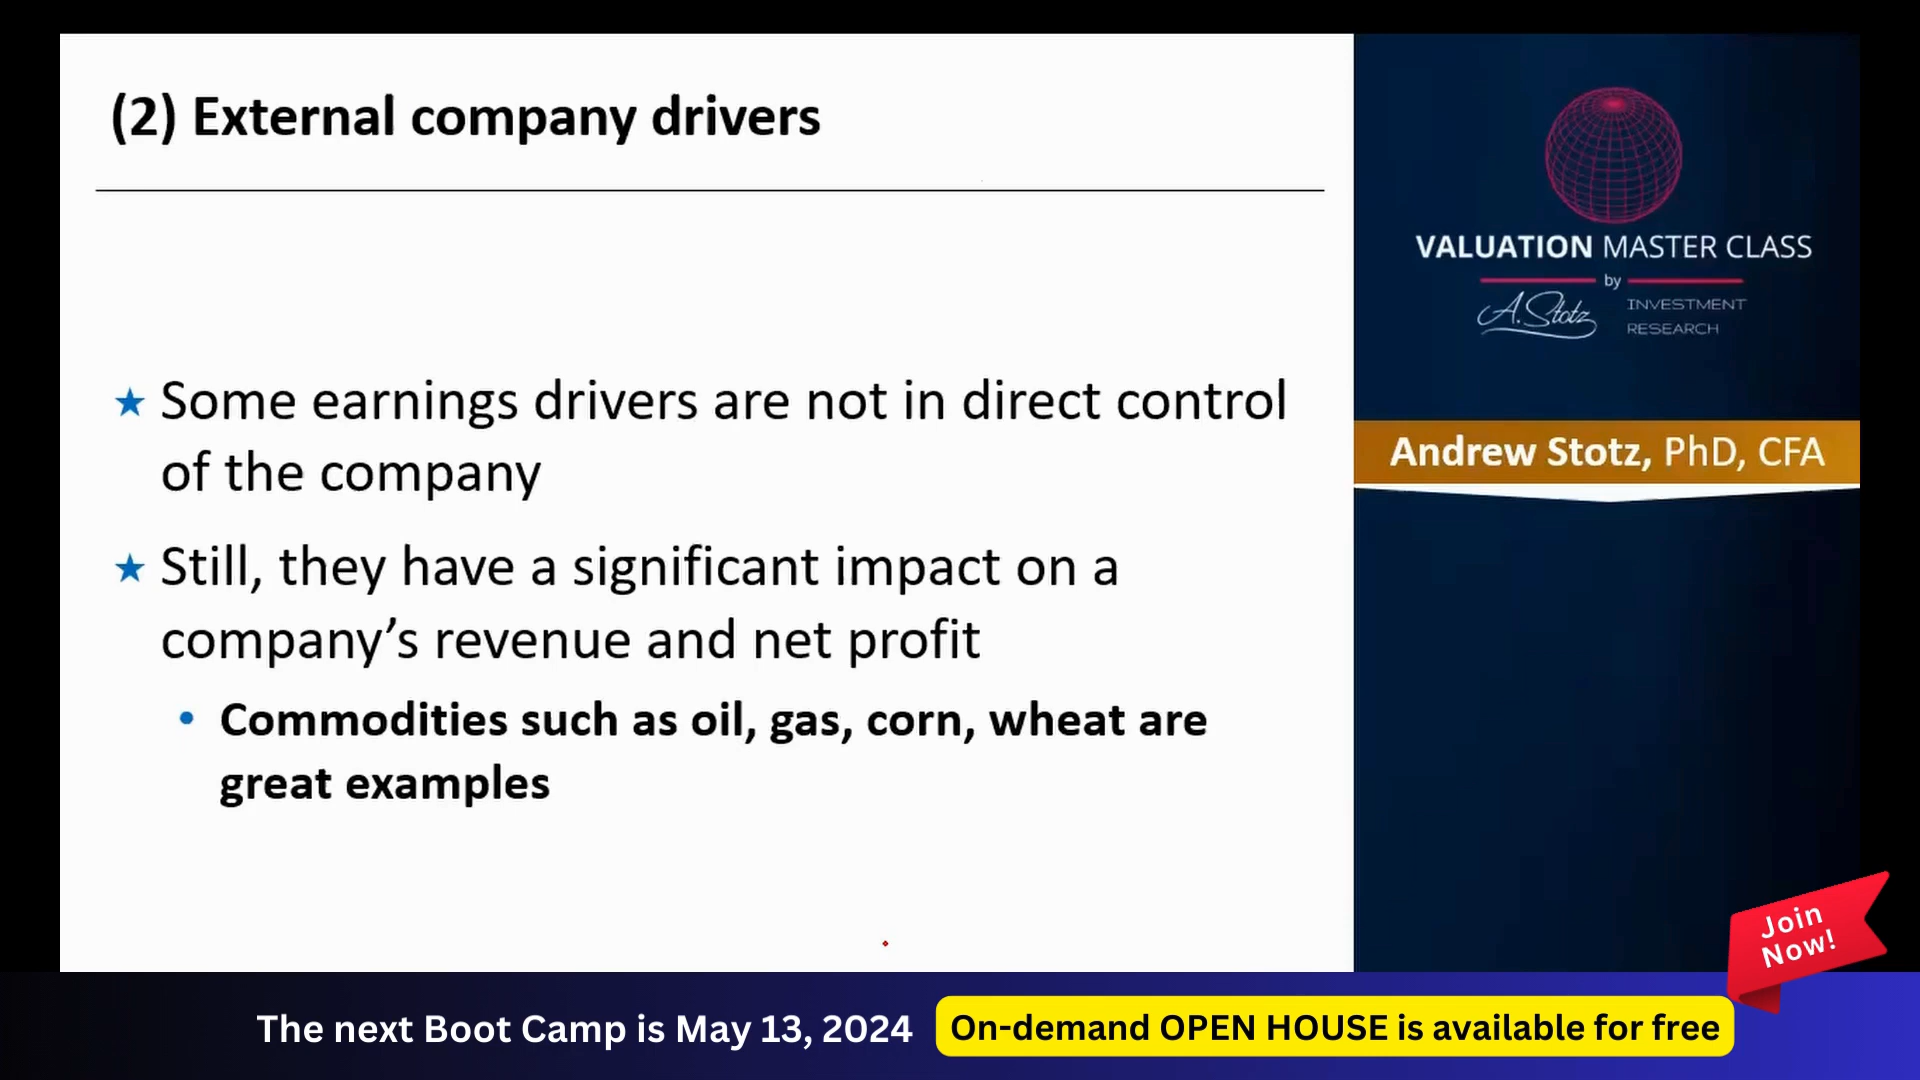 (2) External company drivers
★ Some earnings drivers are not in direct control
of the company
★ Still, they have a significant impact on a
company’s revenue and net profit
• Commodities such as oil, gas, corn, wheat are
great examples
VALUATION MASTER CLASS
by
A. Stotz
INVESTMENT
RESEARCH
Andrew Stotz, PhD, CFA
Join
Now!
The next Boot Camp is May 13, 2024
On-demand OPEN HOUSE is available for free